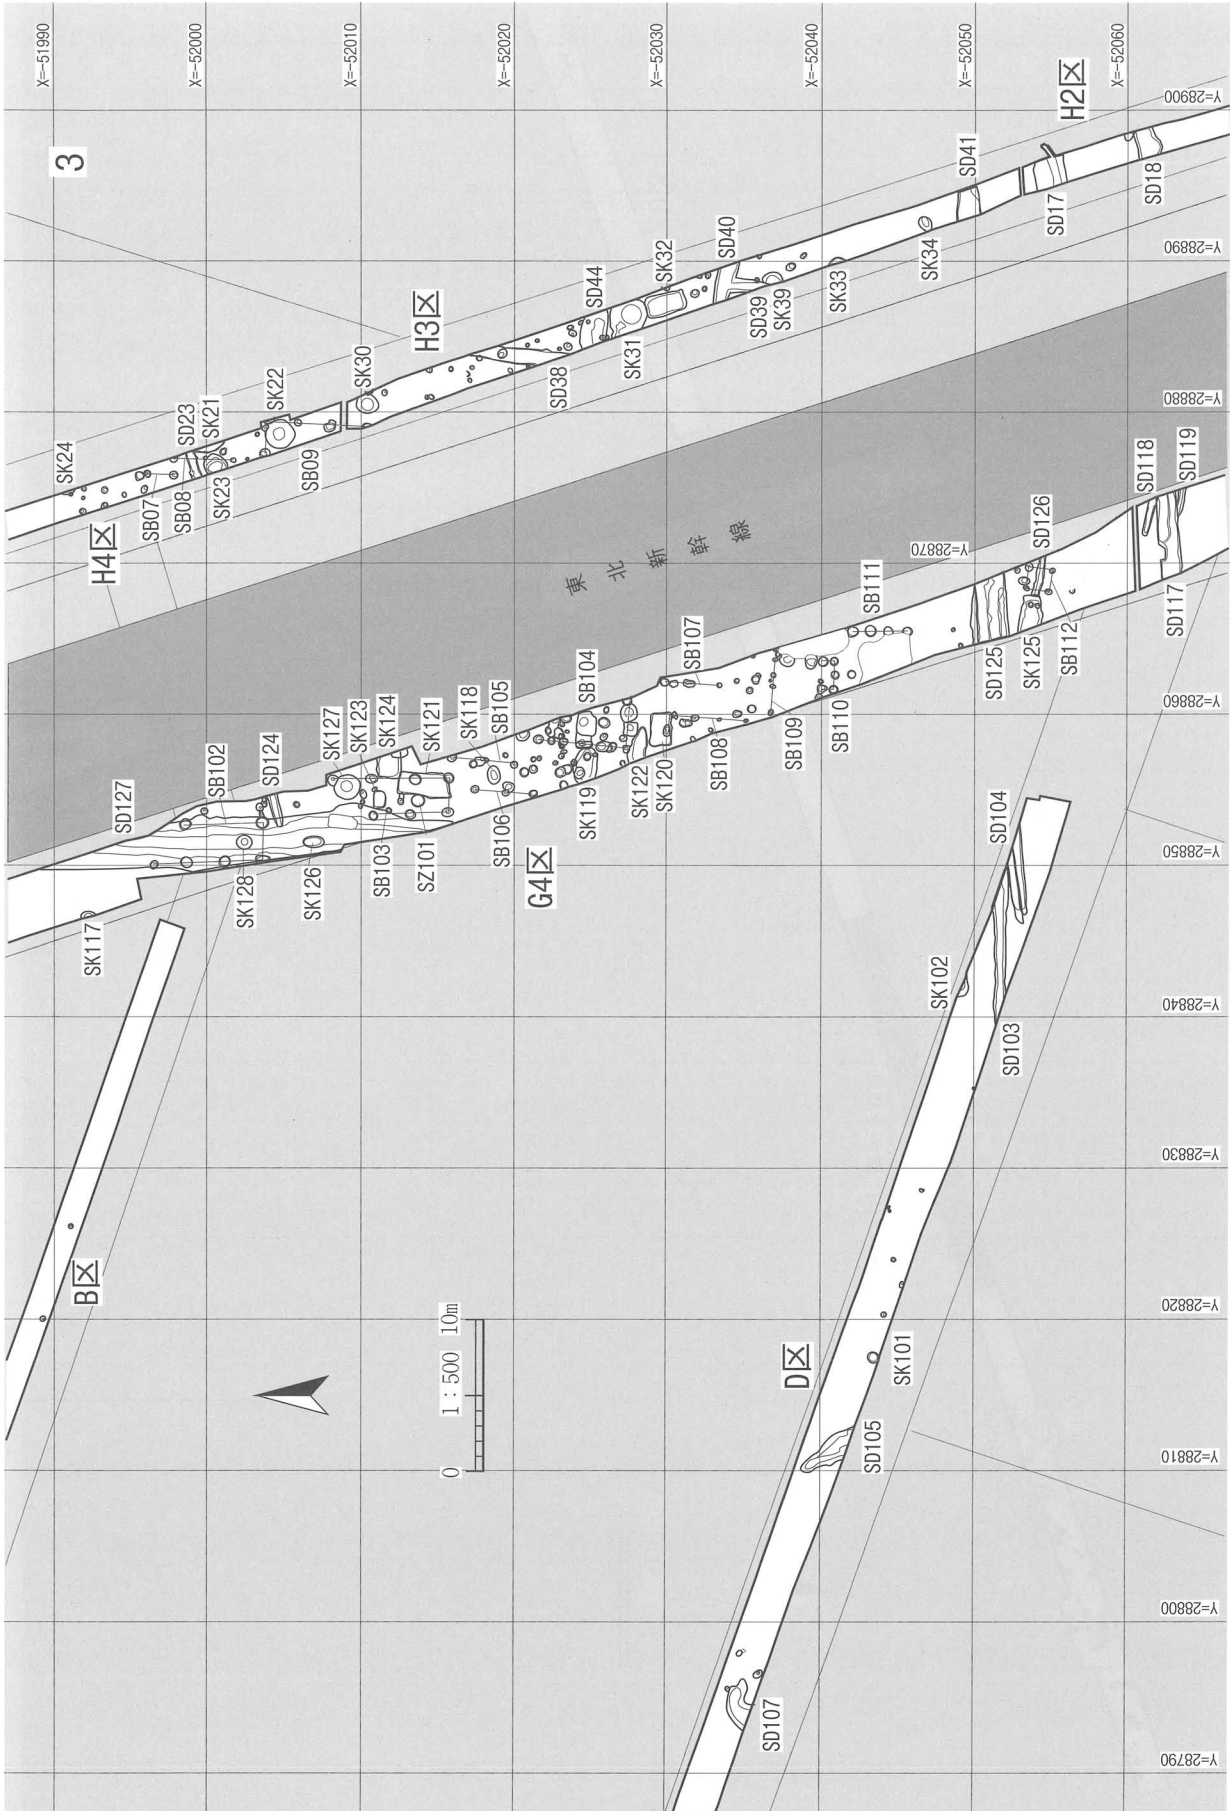 3
X=-51990
X=-52000
X=-52010
X=-52020
X=-52030
X=-52040
X=-52050
X=-52060
Y=28900
Y=28890
Y=28880
Y=28870
Y=28860
Y=28850
Y=28840
Y=28830
Y=28820
Y=28810
Y=28800
Y=28790
H4区
SK24
SB07
SB08
SD23
SK21
SK23
SK22
SB09
H3区
SK30
SD38
SD44
SK31
SK32
SD40
SD39
SK39
SK33
SK34
SD41
H2区
SD17
SD18
東北新幹線
G4区
SK117
SD127
SB102
SD124
SK128
SK126
SK127
SK123
SK124
SK121
SB103
SZ101
SK118
SB105
SB106
SB104
SK119
SK122
SK120
SB107
SB108
SB109
SB110
SB111
SD125
SK125
SB112
SD126
SD118
SD119
SD117
B区
D区
SD104
SK102
SD103
SK101
SD105
SD107
0 1:500 10m